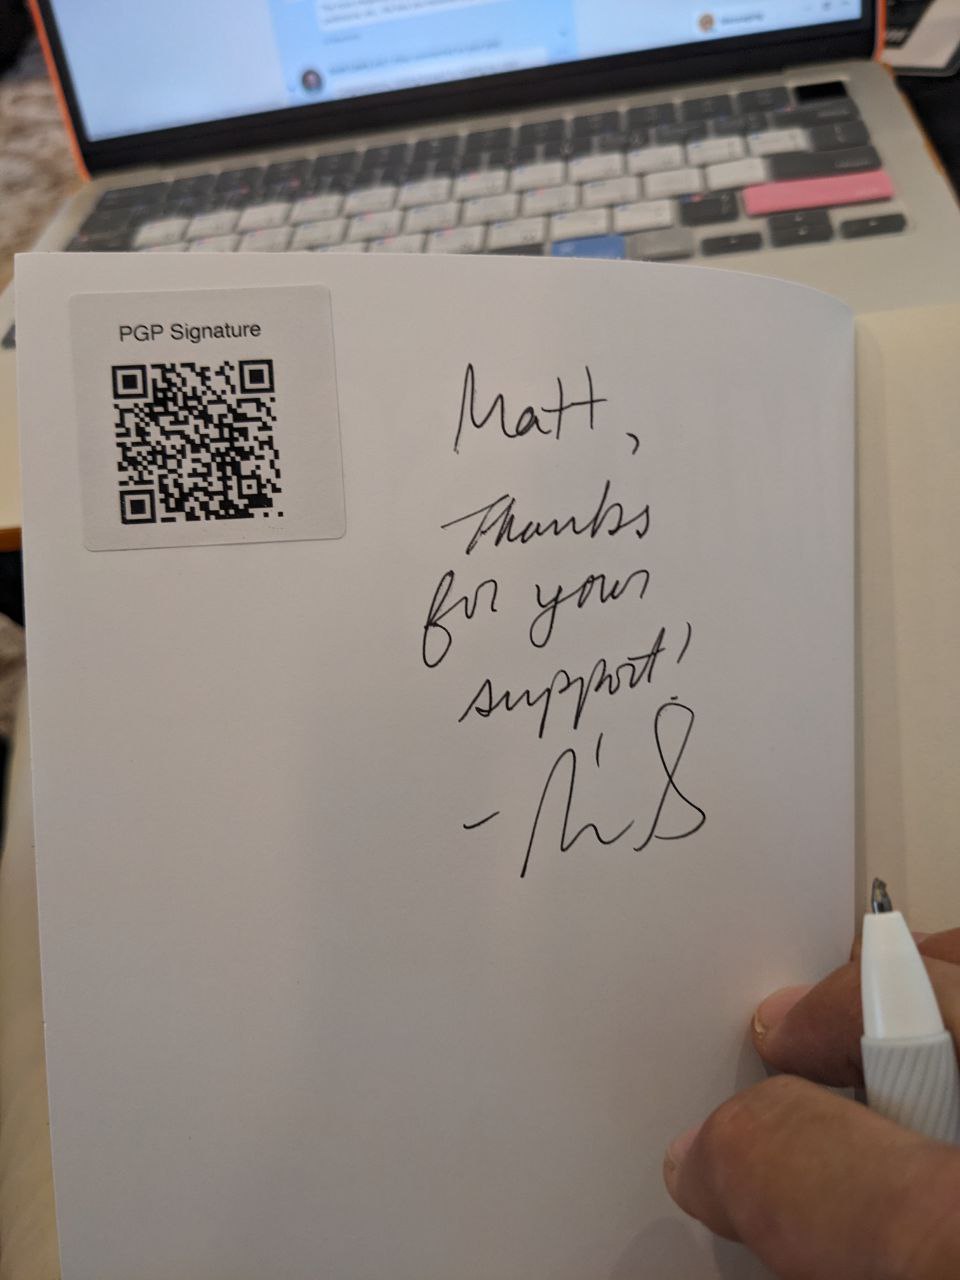 PGP Signature
Matt,
Thanks
for your
support!